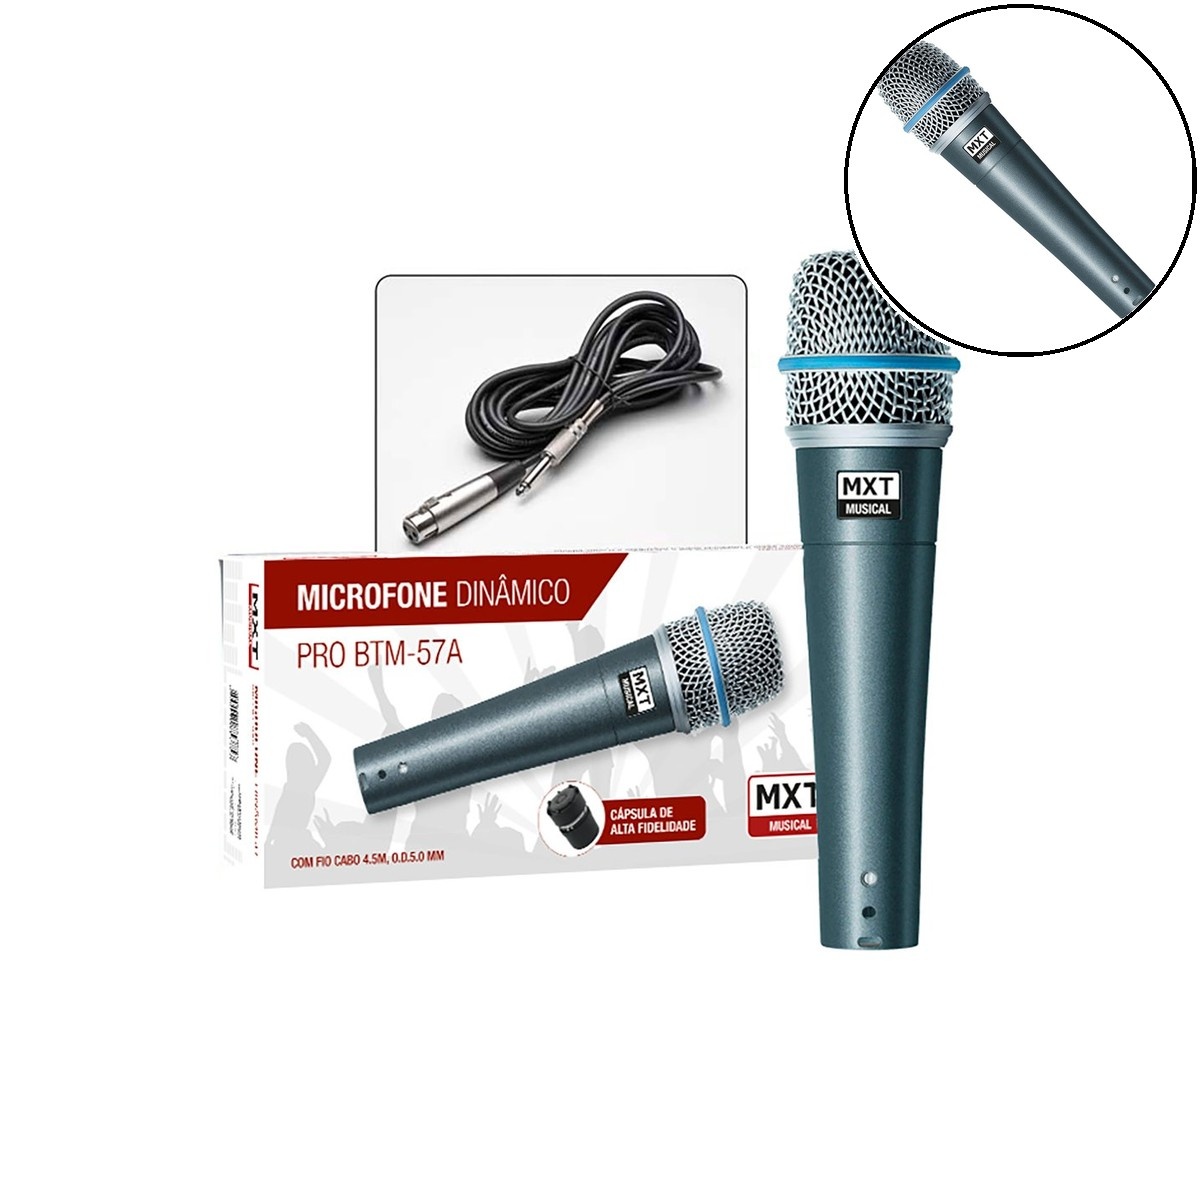 MXT
MUSICAL
MXT
MUSICAL
MICROFONE DINÂMICO
PRO BTM-57A
MXT
MUSICAL
MXT
CÁPSULA DE
ALTA FIDELIDADE
MXT
MUSICAL
COM FIO CABO 4.5M, O.D.5.0 MM